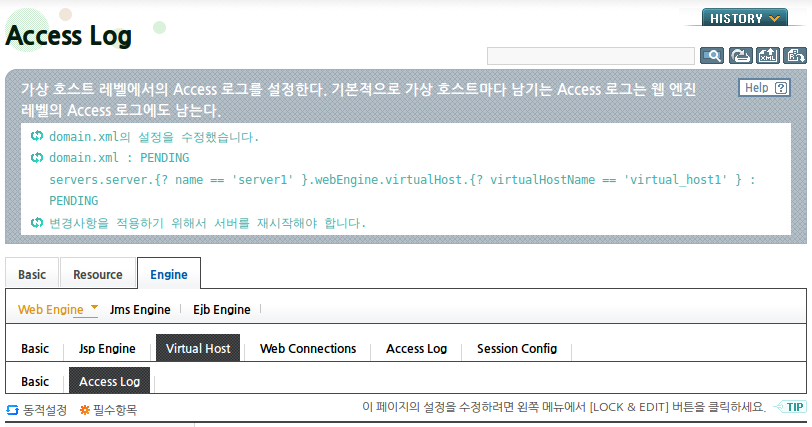 HISTORY
Access Log
가상 호스트 레벨에서의 Access 로그를 설정한다. 기본적으로 가상 호스트마다 남기는 Access 로그는 웹 엔진
레벨의 Access 로그에도 남는다.
Help [?]
domain.xml의 설정을 수정했습니다.
domain.xml : PENDING
servers.server.{? name == 'server1' }.webEngine.virtualHost.{? virtualHostName == 'virtual_host1' } :
PENDING
변경사항을 적용하기 위해서 서버를 재시작해야 합니다.
Basic Resource Engine
Web Engine Jms Engine Ejb Engine
Basic Jsp Engine Virtual Host Web Connections Access Log Session Config
Basic Access Log
동적설정 필수항목 이 페이지의 설정을 수정하려면 왼쪽 메뉴에서 [LOCK & EDIT] 버튼을 클릭하세요. TIP